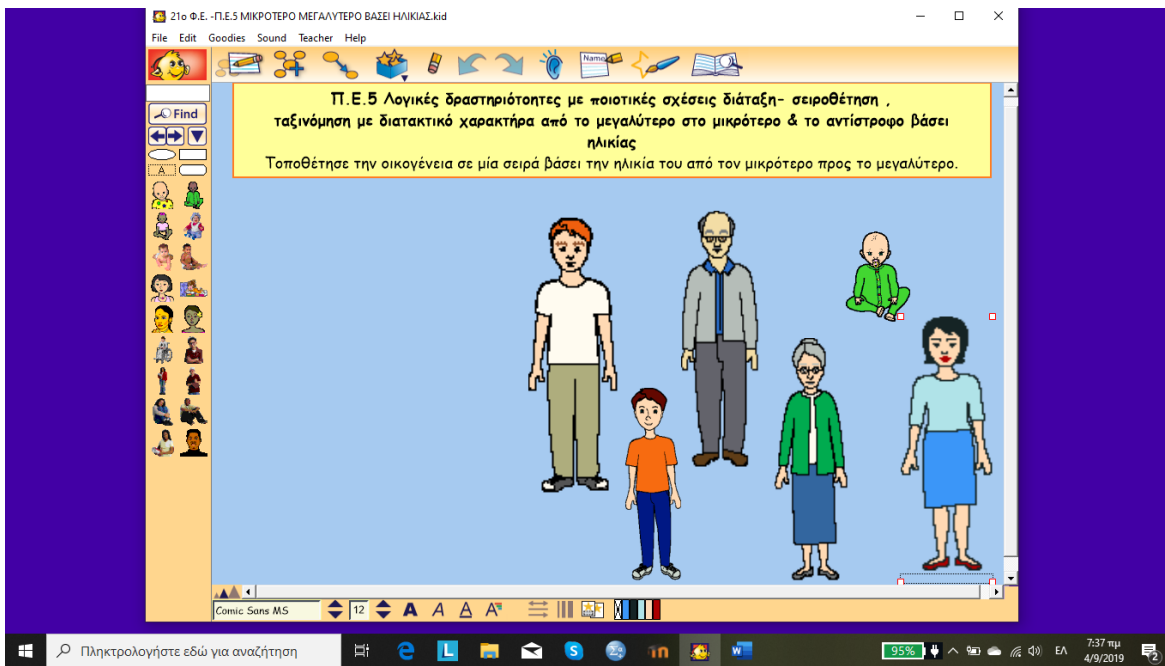 21ο Φ.Ε. -Π.Ε.5 ΜΙΚΡΟΤΕΡΟ ΜΕΓΑΛΥΤΕΡΟ ΒΑΣΕΙ ΗΛΙΚΙΑΣ.kid
File Edit Goodies Sound Teacher Help
Name
Find
A
Π.Ε.5 Λογικές δραστηριότοητες με ποιοτικές σχέσεις διάταξη- σειροθέτηση ,
ταξινόμηση με διατακτικό χαρακτήρα από το μεγαλύτερο στο μικρότερο & το αντίστροφο βάσει
ηλικίας
Τοποθέτησε την οικογένεια σε μία σειρά βάσει την ηλικία του από τον μικρότερο προς το μεγαλύτερο.
Comic Sans MS 12 A A A A
Πληκτρολογήστε εδώ για αναζήτηση
95% ΕΛ 7:37 πμ
4/9/2019
2